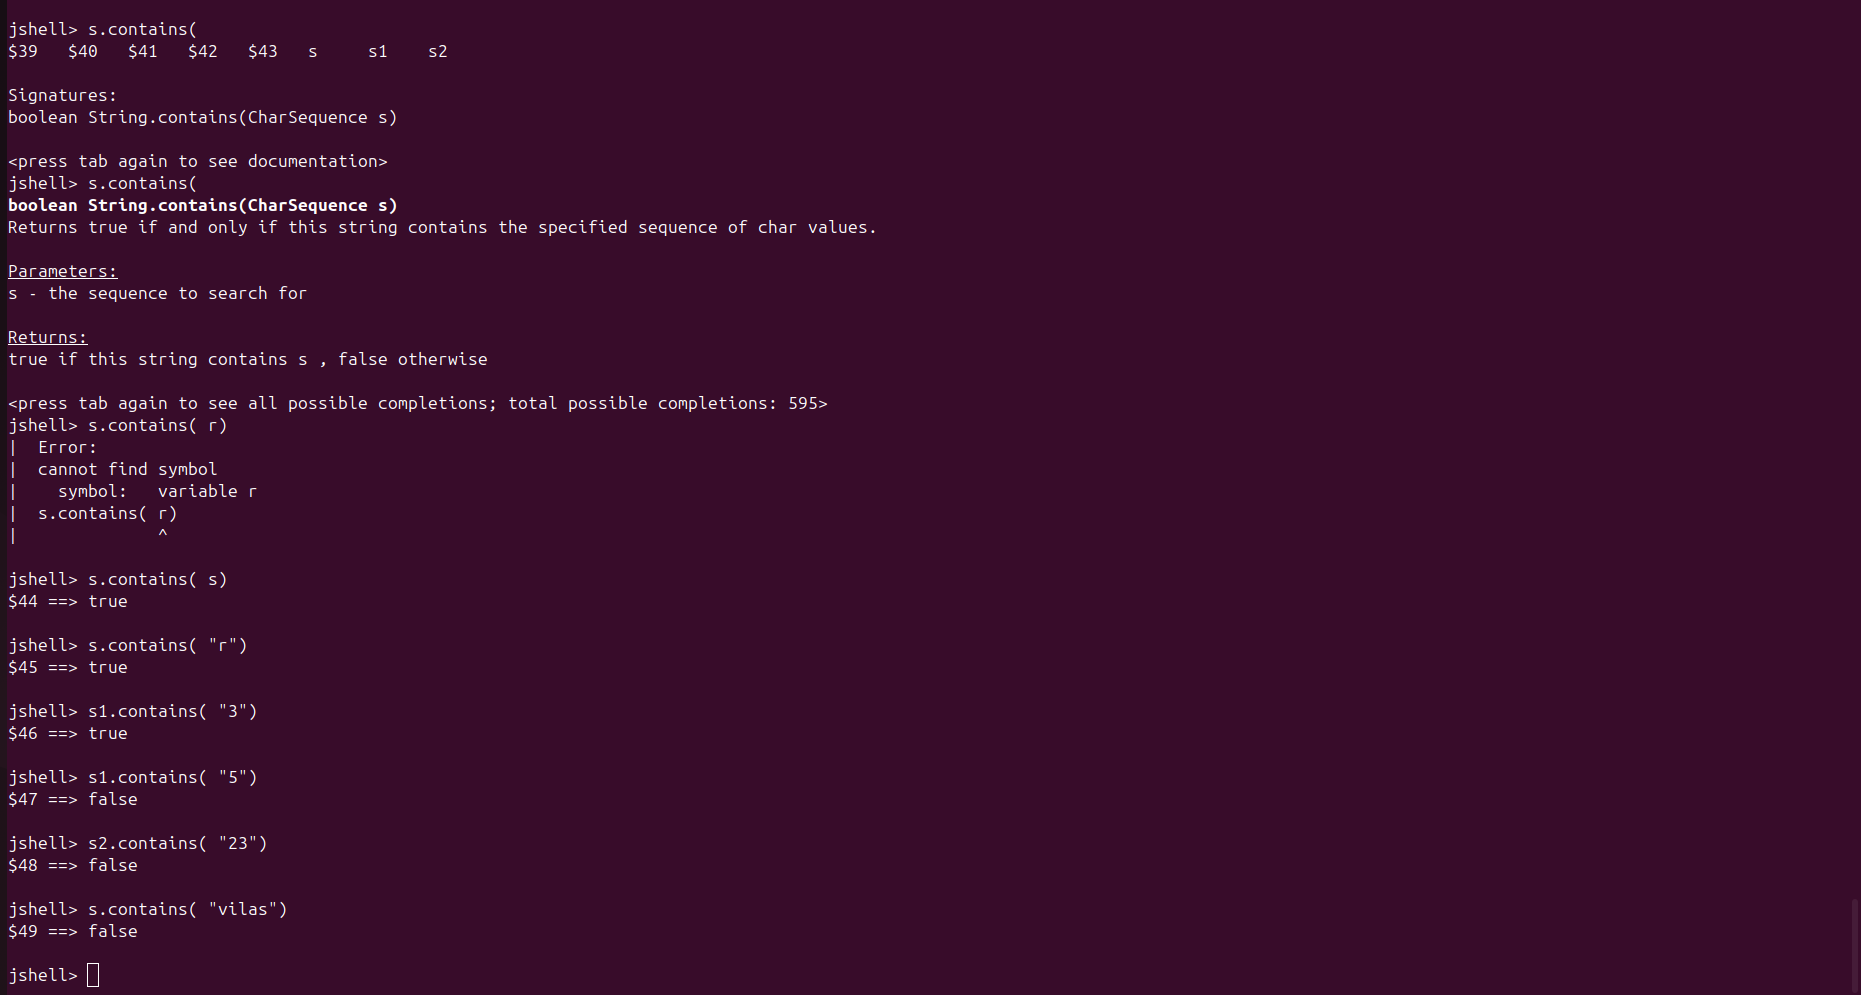 jshell> s.contains(
$39   $40   $41   $42   $43   s     s1    s2

Signatures:
boolean String.contains(CharSequence s)

<press tab again to see documentation>
jshell> s.contains(
boolean String.contains(CharSequence s)
Returns true if and only if this string contains the specified sequence of char values.

Parameters:
s - the sequence to search for

Returns:
true if this string contains s , false otherwise

<press tab again to see all possible completions; total possible completions: 595>
jshell> s.contains( r)
|  Error:
|  cannot find symbol
|    symbol:   variable r
|  s.contains( r)
|              ^

jshell> s.contains( s)
$44 ==> true

jshell> s.contains( "r")
$45 ==> true

jshell> s1.contains( "3")
$46 ==> true

jshell> s1.contains( "5")
$47 ==> false

jshell> s2.contains( "23")
$48 ==> false

jshell> s.contains( "vilas")
$49 ==> false

jshell>